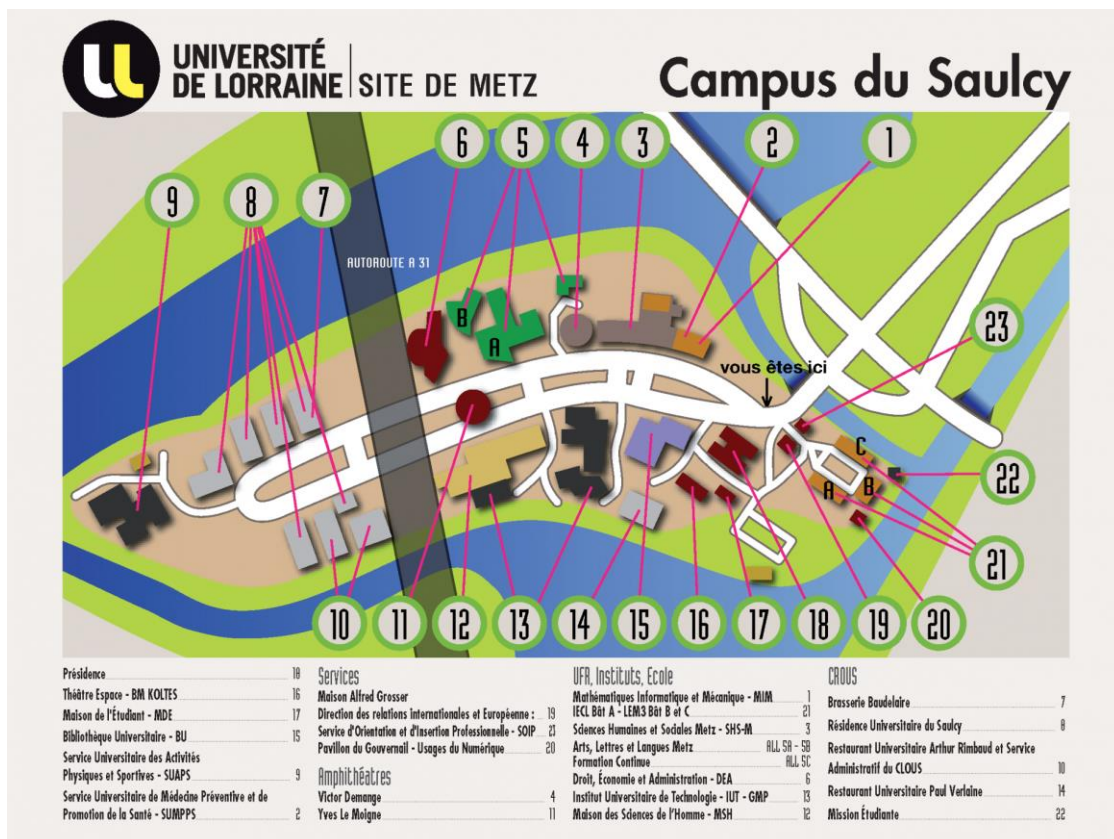 UL UNIVERSITÉ
DE LORRAINE | SITE DE METZ
Campus du Saulcy
6
5
4
3
2
1
9
8
7
AUTOROUTE A 31
B
A
23
vous êtes ici
C
A
B
22
21
10
11
12
13
14
15
16
17
18
19
20
Présidence 18
Théâtre Espace - BM KOLTES 16
Maison de l'Étudiant - MDE 17
Bibliothèque Universitaire - BU 15
Service Universitaire des Activités
Physiques et Sportives - SUAPS 9
Service Universitaire de Médecine Préventive et de
Promotion de la Santé - SUMPPS 2
Services
Maison Alfred Grosser
Direction des relations internationales et Européenne : 19
Service d'Orientation et d'Insertion Professionnelle - SOIP 23
Pavillon du Gouvernail - Usages du Numérique 20
Amphithéatres
Victor Demange 4
Yves Le Moigne 11
UFR, Instituts, Ecole
Mathématiques Informatique et Mécanique - MIM 1
IECL Bât A - LEM3 Bât B et C 21
Sciences Humaines et Sociales Metz - SHS-M 3
Arts, Lettres et Langues Metz ALL 5A - 5B
Formation Continue ALL 5C
Droit, Économie et Administration - DEA 6
Institut Universitaire de Technologie - IUT - GMP 13
Maison des Sciences de l'Homme - MSH 12
CROUS
Brasserie Baudelaire 7
Résidence Universitaire du Saulcy 8
Restaurant Universitaire Arthur Rimbaud et Service
Administratif du CLOUS 10
Restaurant Universitaire Paul Verlaine 14
Mission Étudiante 22